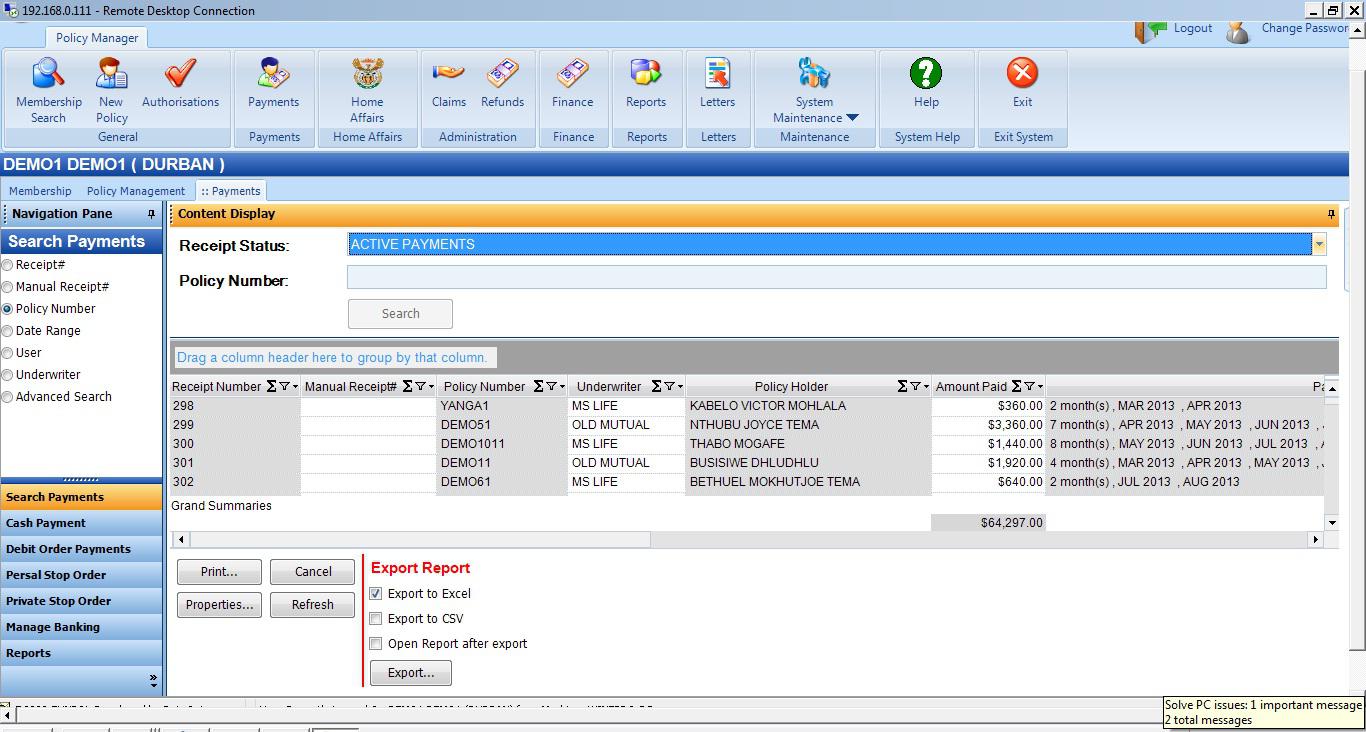 192.168.0.111 - Remote Desktop Connection
Policy Manager
Logout Change Passwor
Membership Search
New Policy
Authorisations
General
Payments
Payments
Home Affairs
Home Affairs
Claims
Refunds
Administration
Finance
Finance
Reports
Reports
Letters
Letters
System Maintenance
Maintenance
Help
System Help
Exit
Exit System
DEMO1 DEMO1 ( DURBAN )
Membership Policy Management :: Payments
Navigation Pane
Search Payments
Receipt#
Manual Receipt#
Policy Number
Date Range
User
Underwriter
Advanced Search
Search Payments
Cash Payment
Debit Order Payments
Persal Stop Order
Private Stop Order
Manage Banking
Reports
»
Content Display
Receipt Status: ACTIVE PAYMENTS
Policy Number:
Search
Drag a column header here to group by that column.
Receipt Number Σ Manual Receipt# Σ Policy Number Σ Underwriter Σ Policy Holder Σ Amount Paid Σ Pa
298 YANGA1 MS LIFE KABELO VICTOR MOHLALA $360.00 2 month(s) , MAR 2013 , APR 2013
299 DEMO51 OLD MUTUAL NTHUBU JOYCE TEMA $3,360.00 7 month(s) , APR 2013 , MAY 2013 , JUN 2013 , 
300 DEMO1011 MS LIFE THABO MOGAFE $1,440.00 8 month(s) , MAY 2013 , JUN 2013 , JUL 2013 , 
301 DEMO11 OLD MUTUAL BUSISIWE DHLUDHLU $1,920.00 4 month(s) , MAR 2013 , APR 2013 , MAY 2013 , 
302 DEMO61 MS LIFE BETHUEL MOKHUTJOE TEMA $640.00 2 month(s) , JUL 2013 , AUG 2013
Grand Summaries
$64,297.00
Print... Cancel
Properties... Refresh
Export Report
Export to Excel
Export to CSV
Open Report after export
Export...
Solve PC issues: 1 important message
2 total messages